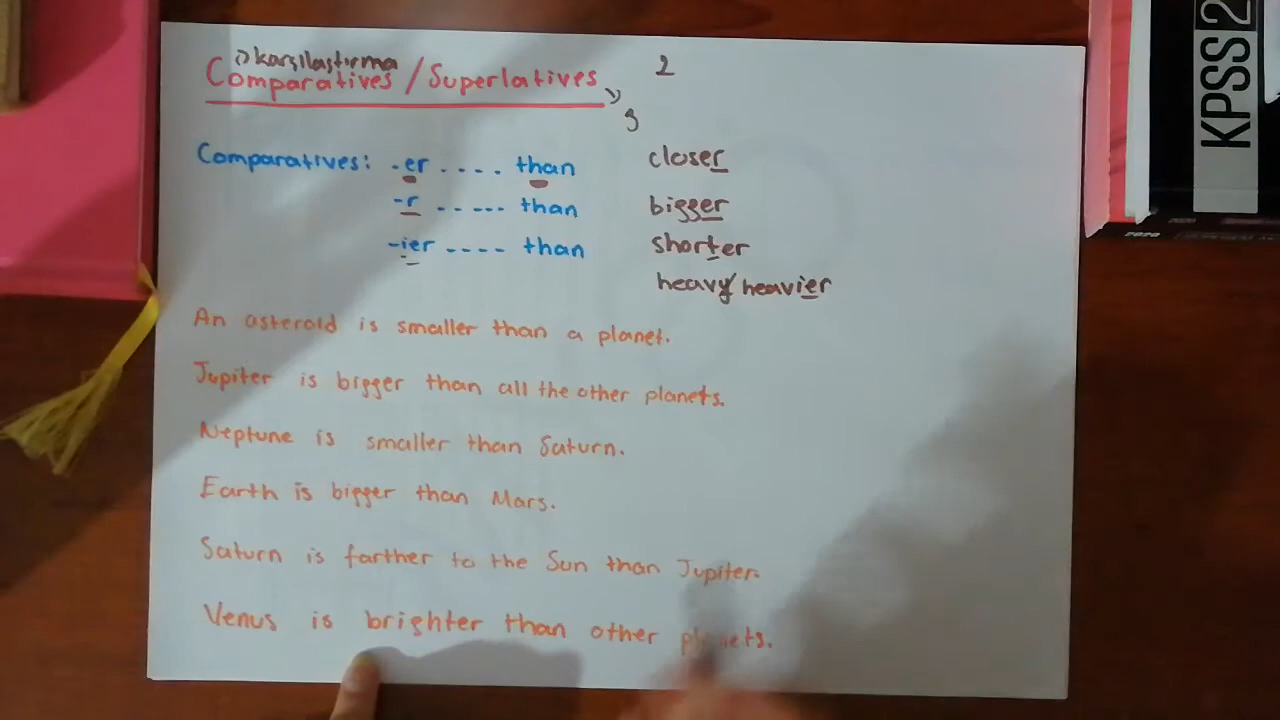 karşılaştırma
Comparatives / Superlatives
2
3
Comparatives: -er .... than
-r ..... than
-ier .... than
closer
bigger
shorter
heavy/heavier
An asteroid is smaller than a planet.
Jupiter is bigger than all the other planets.
Neptune is smaller than Saturn.
Earth is bigger than Mars.
Saturn is farther to the Sun than Jupiter.
Venus is brighter than other planets.
KPSS 2